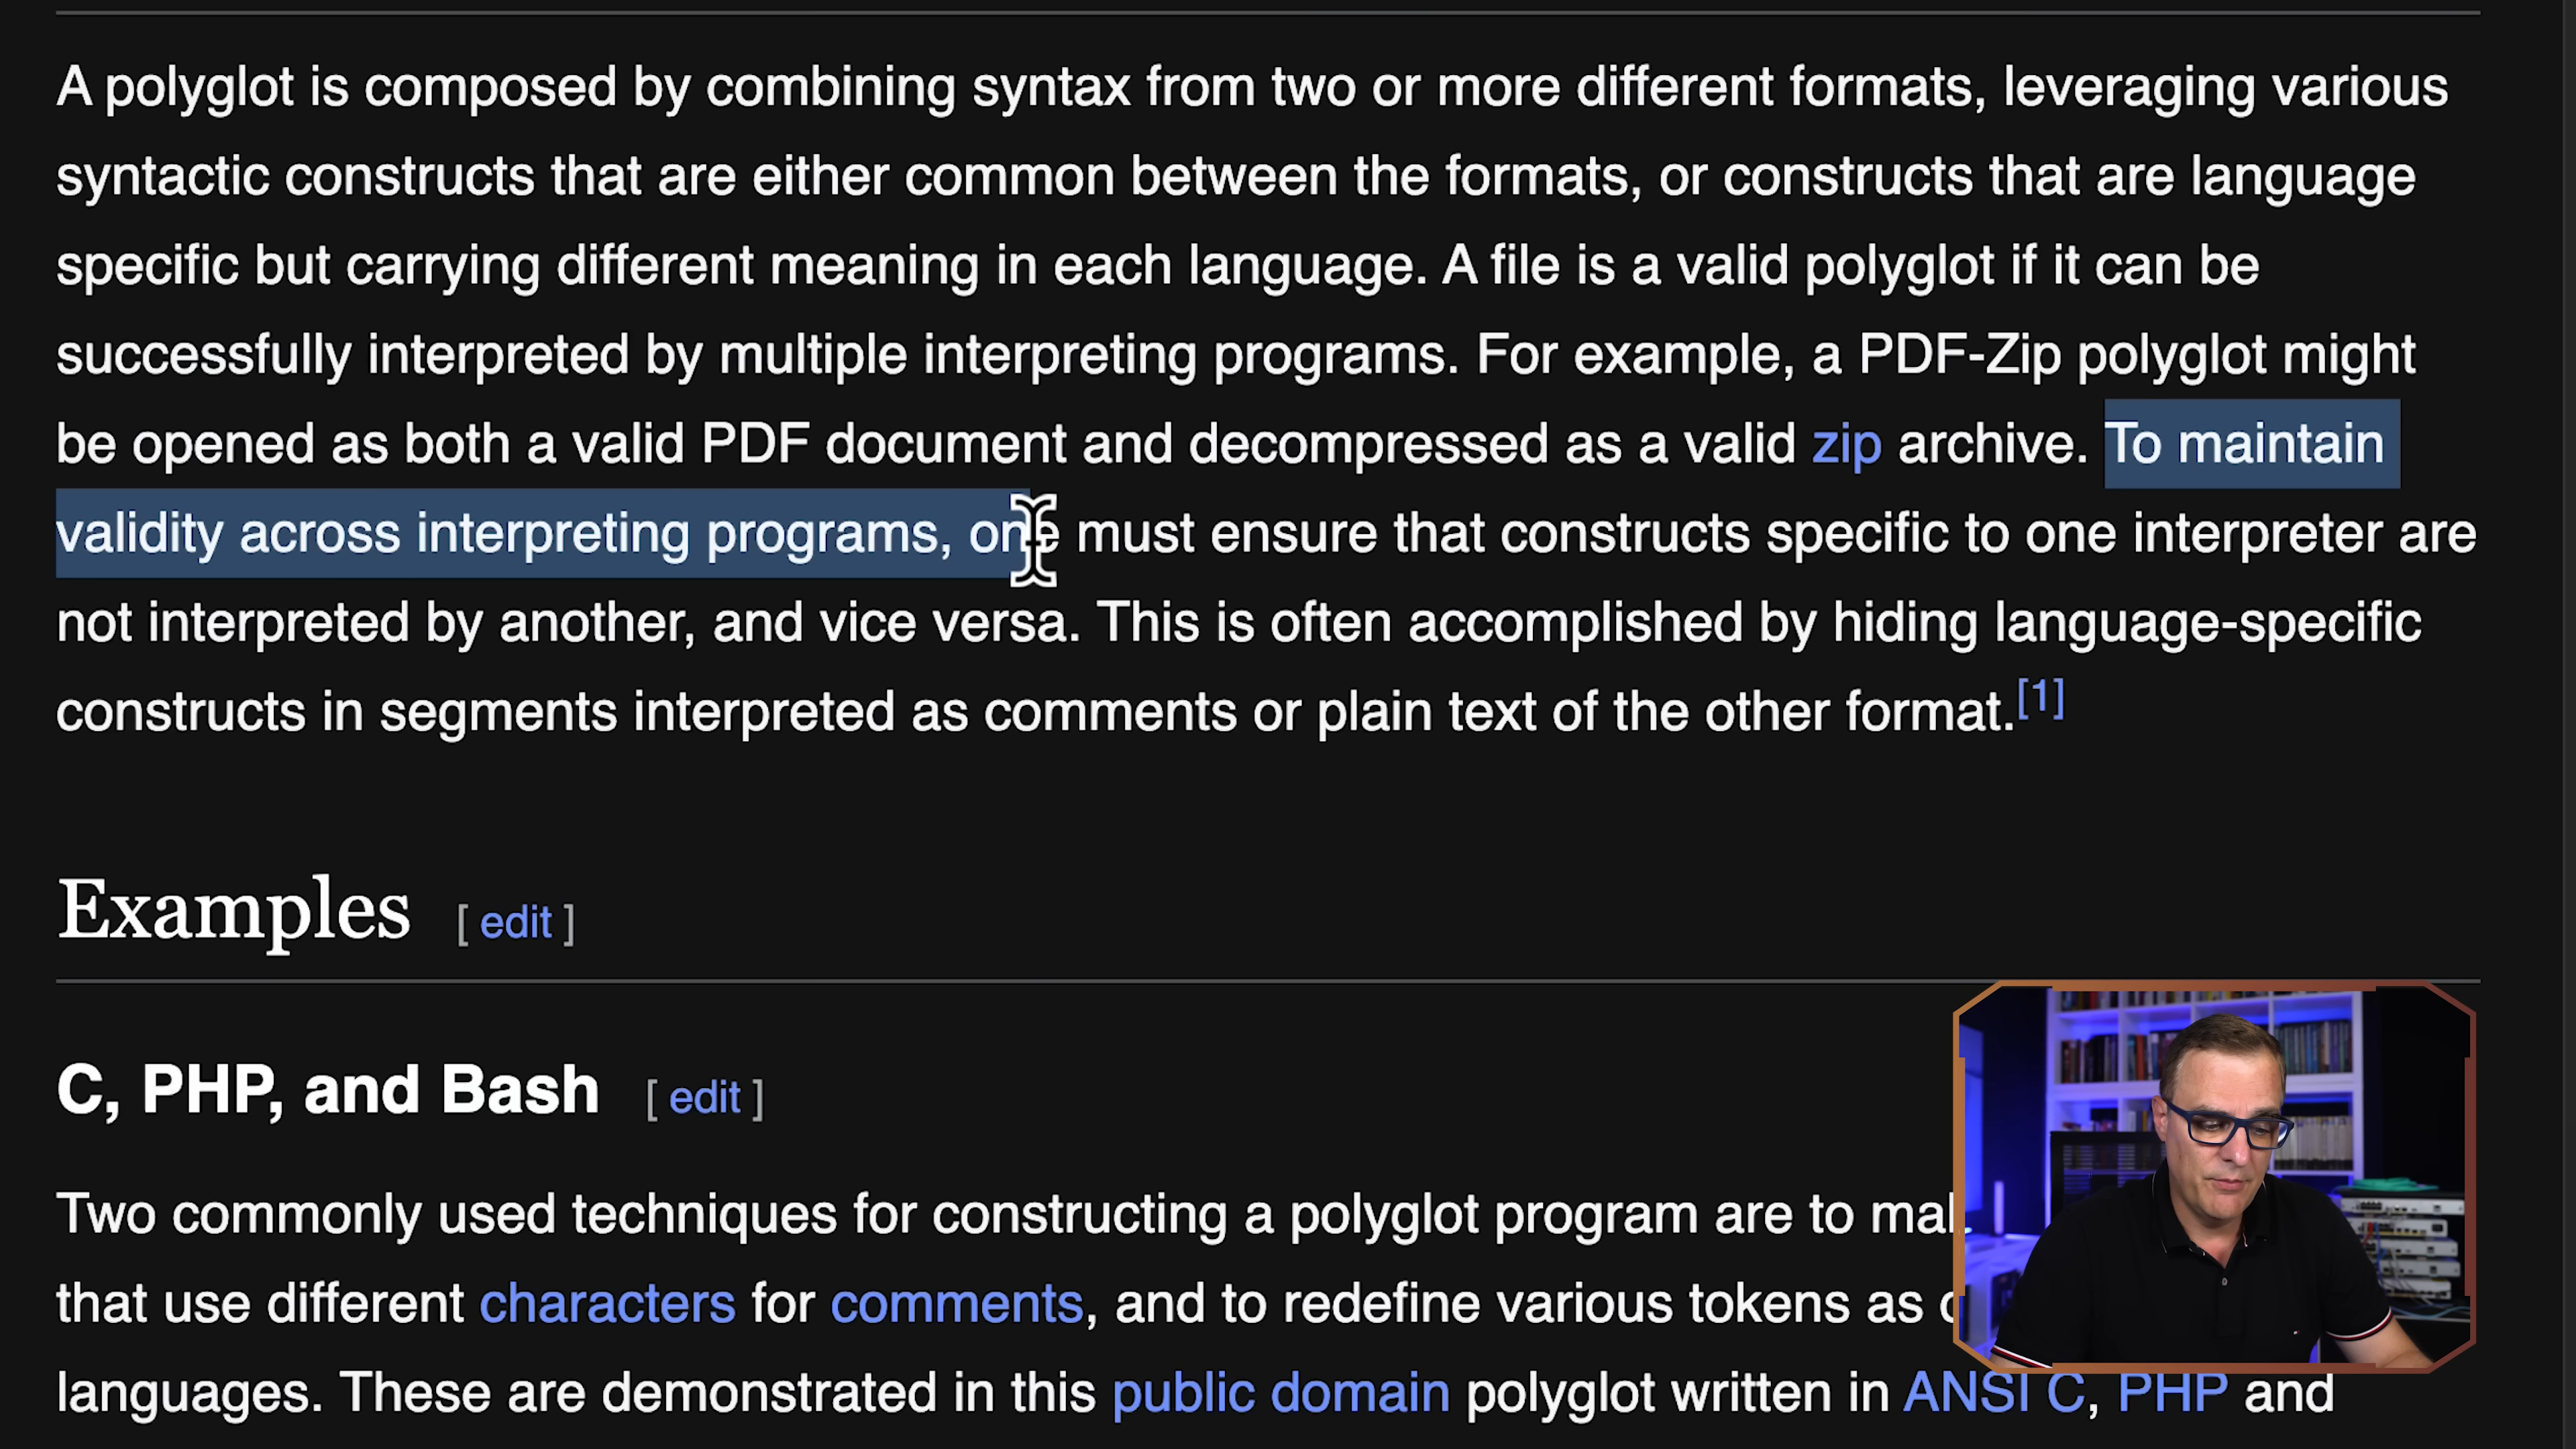 A polyglot is composed by combining syntax from two or more different formats, leveraging various
syntactic constructs that are either common between the formats, or constructs that are language
specific but carrying different meaning in each language. A file is a valid polyglot if it can be
successfully interpreted by multiple interpreting programs. For example, a PDF-Zip polyglot might
be opened as both a valid PDF document and decompressed as a valid zip archive. To maintain
validity across interpreting programs, one must ensure that constructs specific to one interpreter are
not interpreted by another, and vice versa. This is often accomplished by hiding language-specific
constructs in segments interpreted as comments or plain text of the other format.[1]
Examples [ edit ]
C, PHP, and Bash [ edit ]
Two commonly used techniques for constructing a polyglot program are to
that use different characters for comments, and to redefine various tokens as
languages. These are demonstrated in this public domain polyglot written in ANSI C, PHP and